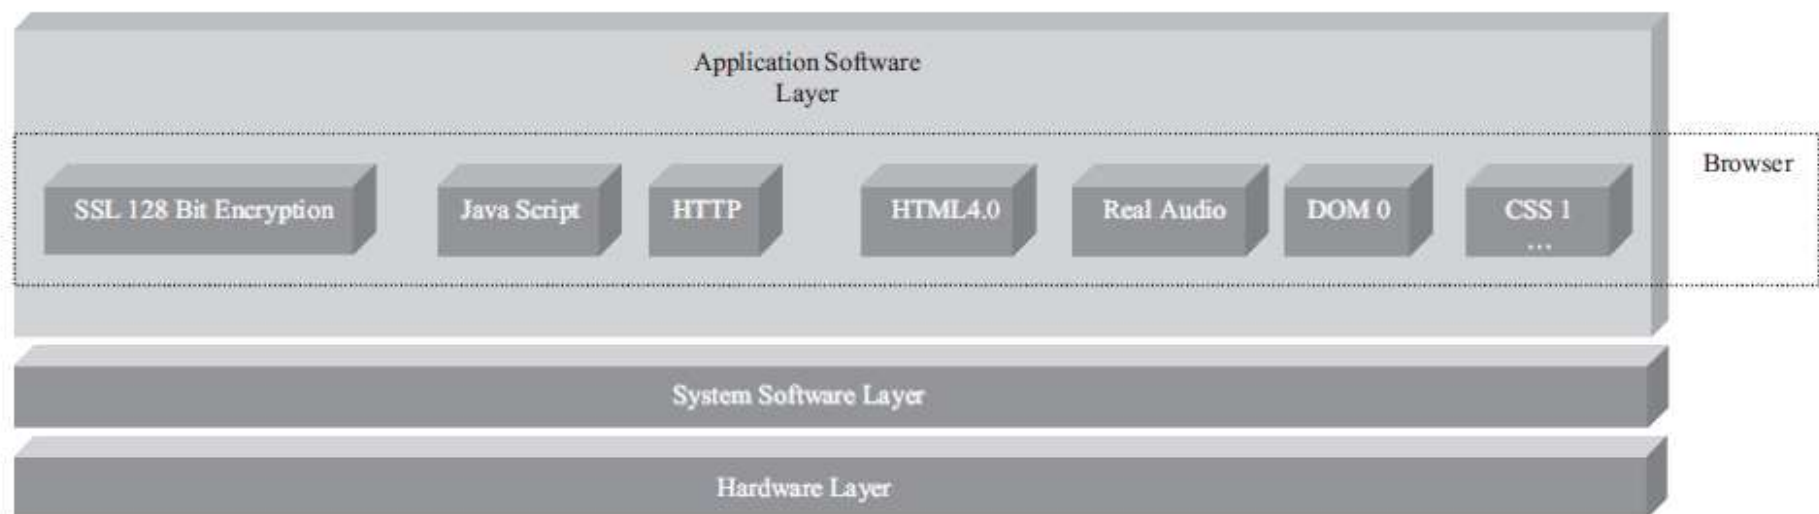 Application Software
Layer
Browser
SSL 128 Bit Encryption
Java Script
HTTP
HTML4.0
Real Audio
DOM 0
CSS 1
...
System Software Layer
Hardware Layer